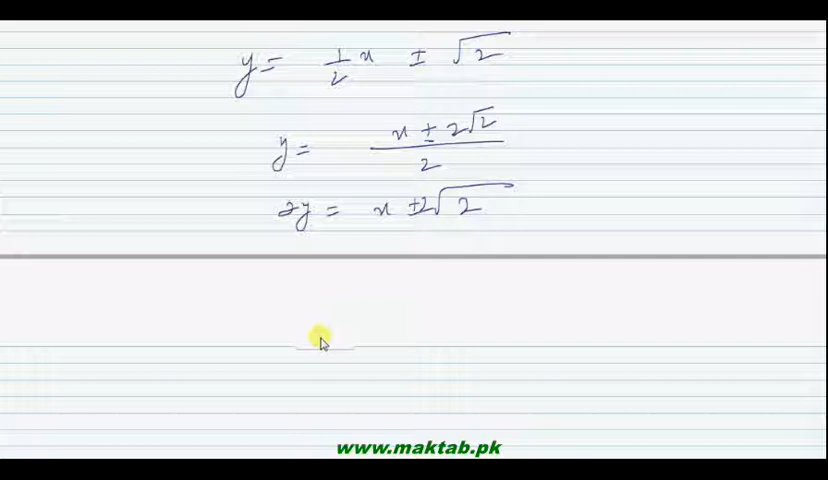 y = 1/2 x ± √2
y = x ± 2√2 / 2
2y = x ± 2√2
www.maktab.pk